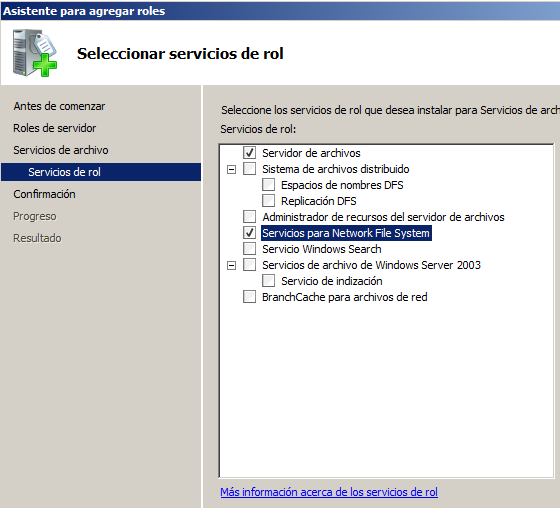 Asistente para agregar roles
Seleccionar servicios de rol
Antes de comenzar
Roles de servidor
Servicios de archivo
Servicios de rol
Confirmación
Progreso
Resultado
Seleccione los servicios de rol que desea instalar para Servicios de arch
Servicios de rol:
Servidor de archivos
Sistema de archivos distribuido
Espacios de nombres DFS
Replicación DFS
Administrador de recursos del servidor de archivos
Servicios para Network File System
Servicio Windows Search
Servicios de archivo de Windows Server 2003
Servicio de indización
BranchCache para archivos de red
Más información acerca de los servicios de rol